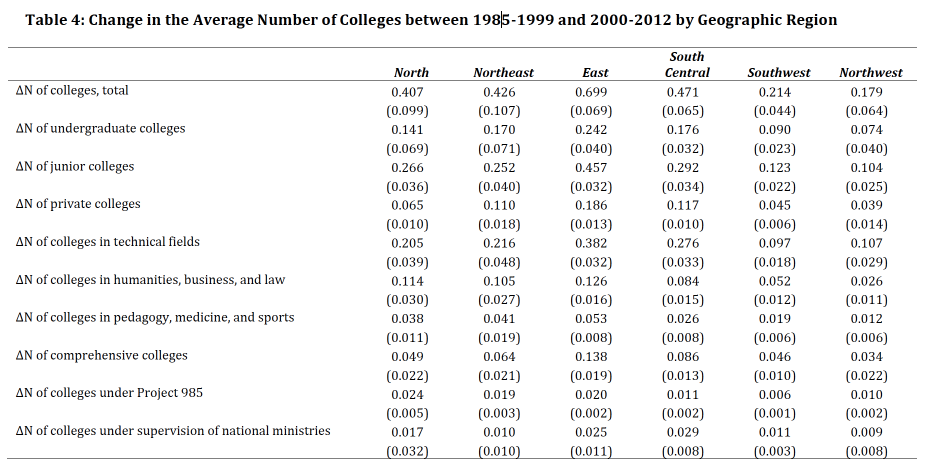 Table 4: Change in the Average Number of Colleges between 1985-1999 and 2000-2012 by Geographic Region
North Northeast East South Central Southwest Northwest
ΔN of colleges, total 0.407 0.426 0.699 0.471 0.214 0.179
(0.099) (0.107) (0.069) (0.065) (0.044) (0.064)
ΔN of undergraduate colleges 0.141 0.170 0.242 0.176 0.090 0.074
(0.069) (0.071) (0.040) (0.032) (0.023) (0.040)
ΔN of junior colleges 0.266 0.252 0.457 0.292 0.123 0.104
(0.036) (0.040) (0.032) (0.034) (0.022) (0.025)
ΔN of private colleges 0.065 0.110 0.186 0.117 0.045 0.039
(0.010) (0.018) (0.013) (0.010) (0.006) (0.014)
ΔN of colleges in technical fields 0.205 0.216 0.382 0.276 0.097 0.107
(0.039) (0.048) (0.032) (0.033) (0.018) (0.029)
ΔN of colleges in humanities, business, and law 0.114 0.105 0.126 0.084 0.052 0.026
(0.030) (0.027) (0.016) (0.015) (0.012) (0.011)
ΔN of colleges in pedagogy, medicine, and sports 0.038 0.041 0.053 0.026 0.019 0.012
(0.011) (0.019) (0.008) (0.008) (0.006) (0.006)
ΔN of comprehensive colleges 0.049 0.064 0.138 0.086 0.046 0.034
(0.022) (0.021) (0.019) (0.013) (0.010) (0.022)
ΔN of colleges under Project 985 0.024 0.019 0.020 0.011 0.006 0.010
(0.005) (0.003) (0.002) (0.002) (0.001) (0.002)
ΔN of colleges under supervision of national ministries 0.017 0.010 0.025 0.029 0.011 0.009
(0.032) (0.010) (0.011) (0.008) (0.003) (0.008)